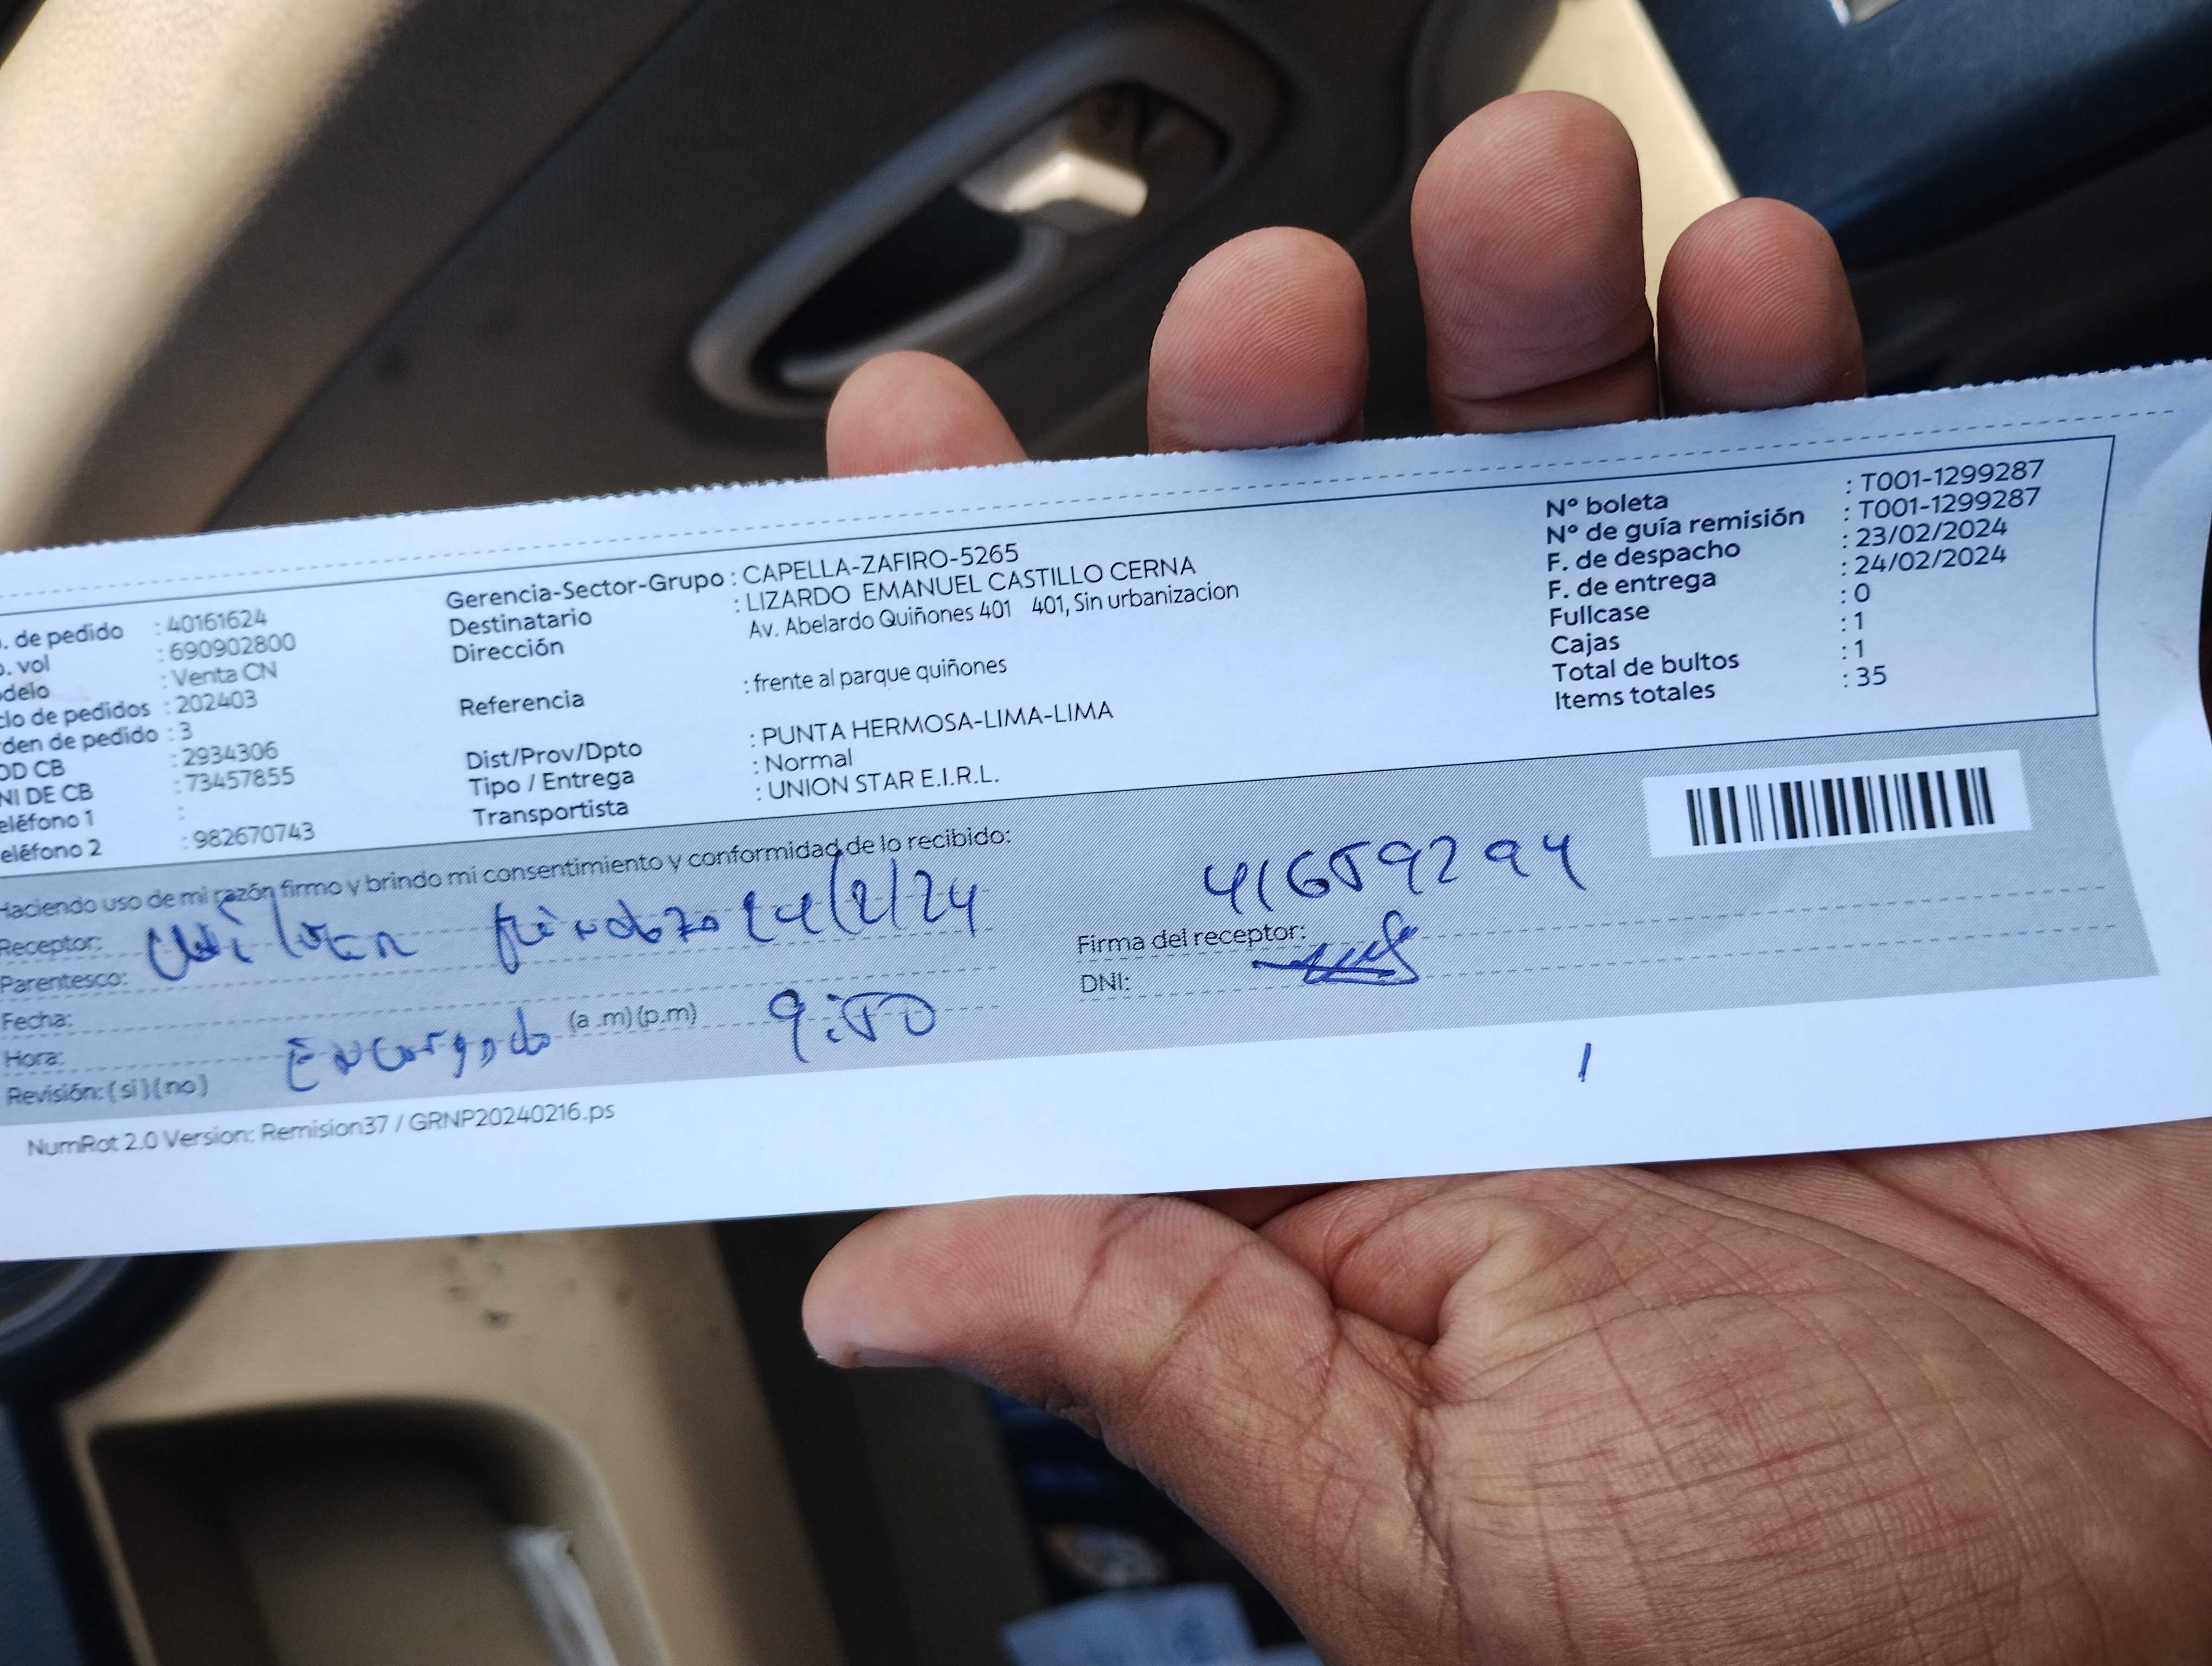 . de pedido : 40161624
. vol : 690902800
delo : Venta CN
clo de pedidos : 202403
den de pedido : 3
OD CB : 2934306
NI DE CB : 73457855
eléfono 1 :
eléfono 2 : 982670743
Gerencia-Sector-Grupo : CAPELLA-ZAFIRO-5265
Destinatario : LIZARDO EMANUEL CASTILLO CERNA
Dirección Av. Abelardo Quiñones 401 401, Sin urbanizacion
Referencia : frente al parque quiñones
Dist/Prov/Dpto : PUNTA HERMOSA-LIMA-LIMA
Tipo / Entrega : Normal
Transportista : UNION STAR E.I.R.L.
N° boleta : T001-1299287
N° de guía remisión : T001-1299287
F. de despacho : 23/02/2024
F. de entrega : 24/02/2024
Fullcase : 0
Cajas : 1
Total de bultos : 1
Items totales : 35
Haciendo uso de mi razón firmo y brindo mi consentimiento y conformidad de lo recibido:
Receptor:
Parentesco:
Fecha:
Hora: Encargado (a .m) (p.m) 9:50
Revisión: ( si ) ( no )
41659294
Firma del receptor:
DNI:
1
NumRot 2.0 Version: Remision37 / GRNP20240216.ps